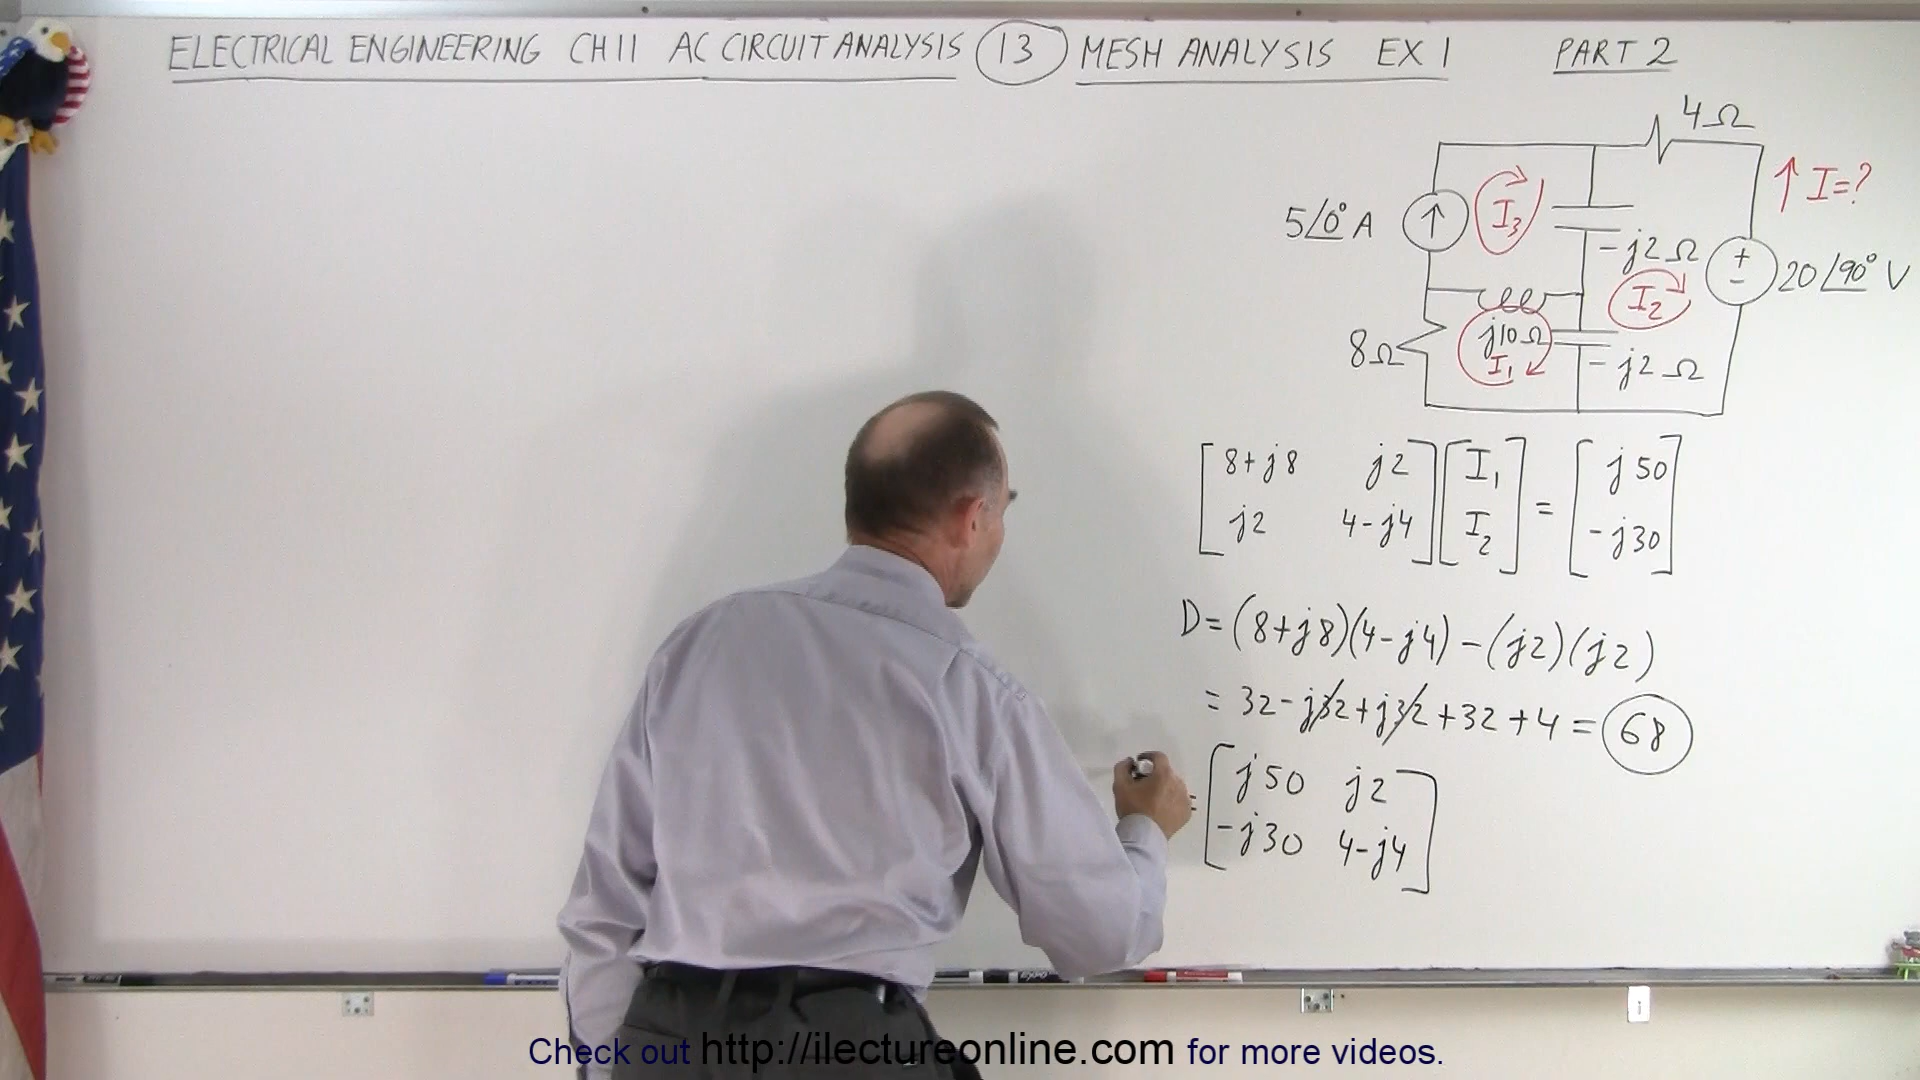 ELECTRICAL ENGINEERING CH 11 AC CIRCUIT ANALYSIS 13 MESH ANALYSIS EX 1 PART 2
4Ω
↑ I=?
5/0° A
↑
I₃
-j2 Ω
+
-
20/90° V
I₂
j10Ω
8Ω
I₁
-j2 Ω
[8+j8 j2] [I₁] = [j50]
[j2 4-j4] [I₂] [-j30]
D = (8+j8)(4-j4) - (j2)(j2)
= 32 - j32 + j32 + 32 + 4 = 68
= [j50 j2]
[-j30 4-j4]
Check out http://ilectureonline.com for more videos.